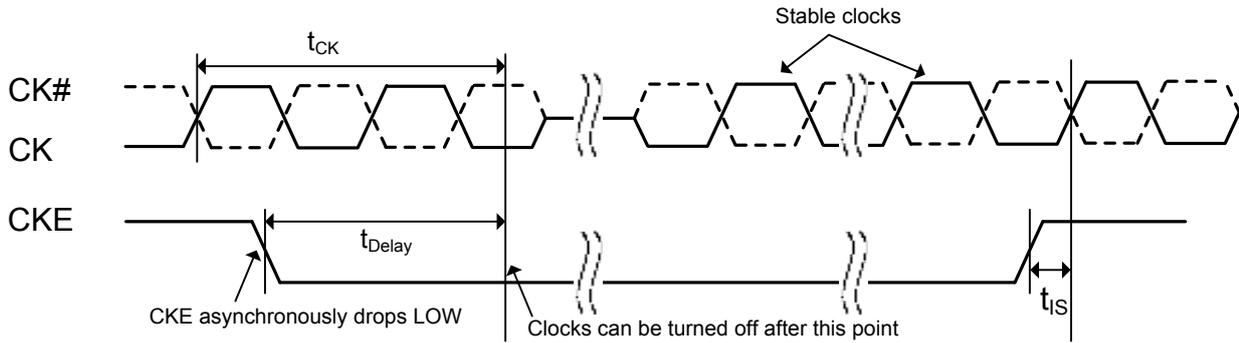 Stable clocks
tCK
CK#
CK
CKE
tDelay
tIS
CKE asynchronously drops LOW
Clocks can be turned off after this point